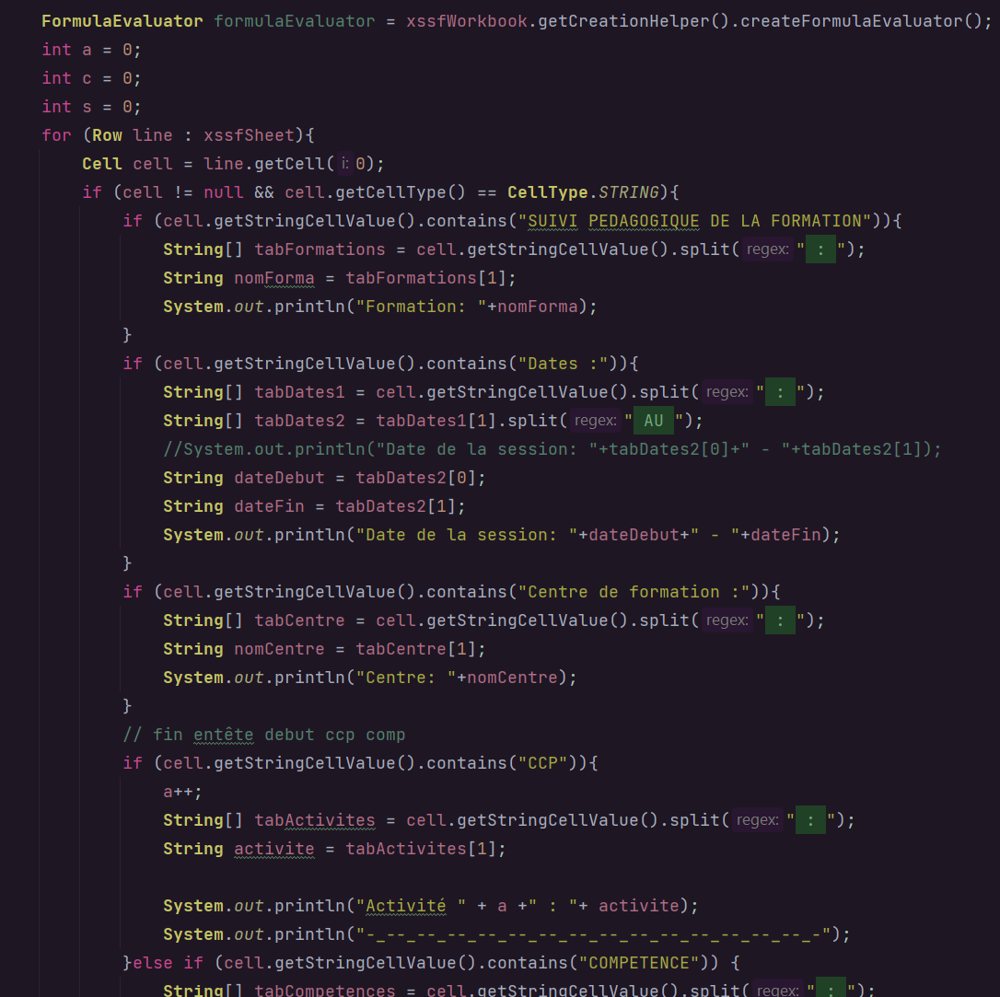 FormulaEvaluator formulaEvaluator = xssfWorkbook.getCreationHelper().createFormulaEvaluator();
int a = 0;
int c = 0;
int s = 0;
for (Row line : xssfSheet){
Cell cell = line.getCell( i: 0);
if (cell != null && cell.getCellType() == CellType.STRING){
if (cell.getStringCellValue().contains("SUIVI PEDAGOGIQUE DE LA FORMATION")){
String[] tabFormations = cell.getStringCellValue().split( regex: " : ");
String nomForma = tabFormations[1];
System.out.println("Formation: "+nomForma);
}
if (cell.getStringCellValue().contains("Dates :")){
String[] tabDates1 = cell.getStringCellValue().split( regex: " : ");
String[] tabDates2 = tabDates1[1].split( regex: " AU ");
//System.out.println("Date de la session: "+tabDates2[0]+" - "+tabDates2[1]);
String dateDebut = tabDates2[0];
String dateFin = tabDates2[1];
System.out.println("Date de la session: "+dateDebut+" - "+dateFin);
}
if (cell.getStringCellValue().contains("Centre de formation :")){
String[] tabCentre = cell.getStringCellValue().split( regex: " : ");
String nomCentre = tabCentre[1];
System.out.println("Centre: "+nomCentre);
}
// fin entête debut ccp comp
if (cell.getStringCellValue().contains("CCP")){
a++;
String[] tabActivites = cell.getStringCellValue().split( regex: " : ");
String activite = tabActivites[1];
System.out.println("Activité " + a +" : "+ activite);
System.out.println("-_--_--_--_--_--_--_--_--_--_--_--_--_--_--_-");
}else if (cell.getStringCellValue().contains("COMPETENCE")) {
String[] tabCompetences = cell.getStringCellValue().split( regex: " : ");